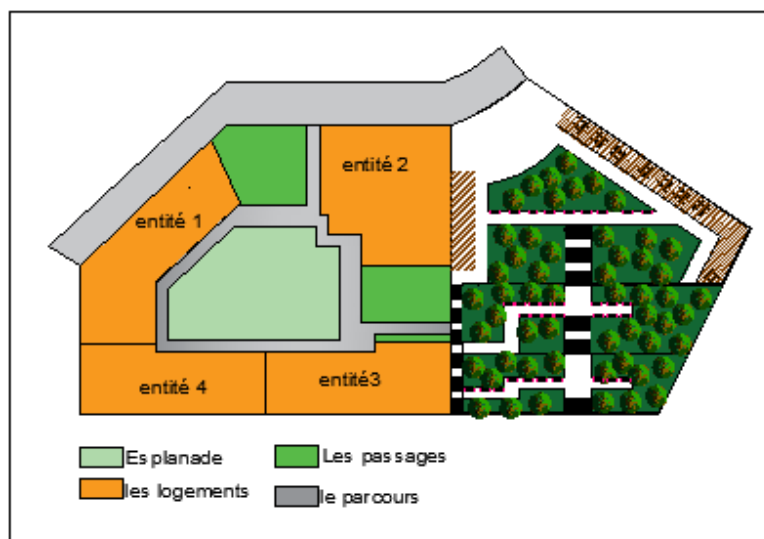 entité 2
entité 1
entité 4
entité3
Esplanade
Les passages
les logements
le parcours